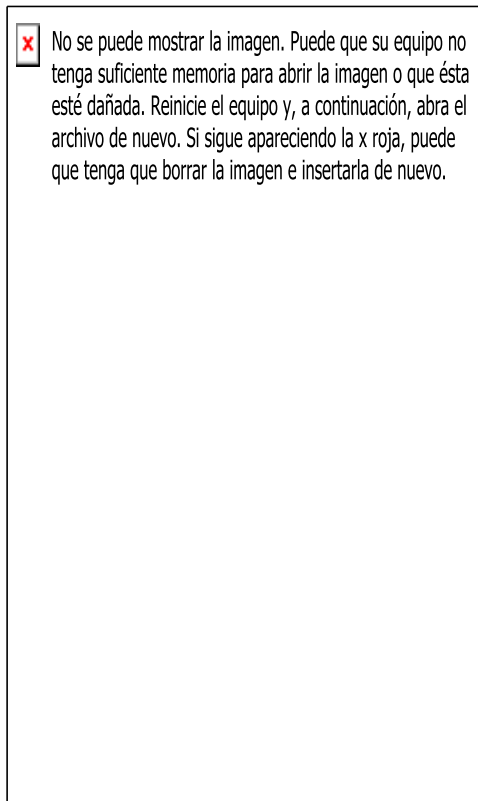 No se puede mostrar la imagen. Puede que su equipo no
tenga suficiente memoria para abrir la imagen o que ésta
esté dañada. Reinicie el equipo y, a continuación, abra el
archivo de nuevo. Si sigue apareciendo la x roja, puede
que tenga que borrar la imagen e insertarla de nuevo.